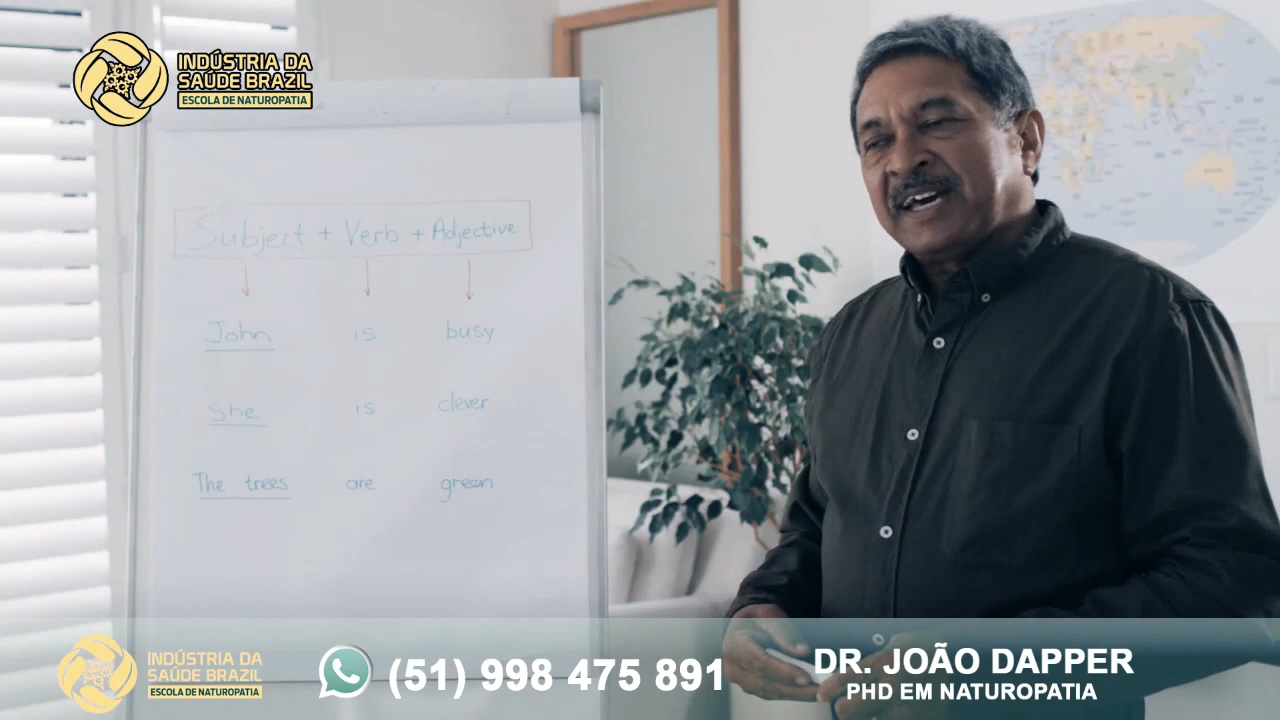 INDÚSTRIA DA
SAÚDE BRAZIL
ESCOLA DE NATUROPATIA
Subject + Verb + Adjective
John is busy
She is clever
The trees are green
INDÚSTRIA DA
SAÚDE BRAZIL
ESCOLA DE NATUROPATIA
(51) 998 475 891
DR. JOÃO DAPPER
PHD EM NATUROPATIA